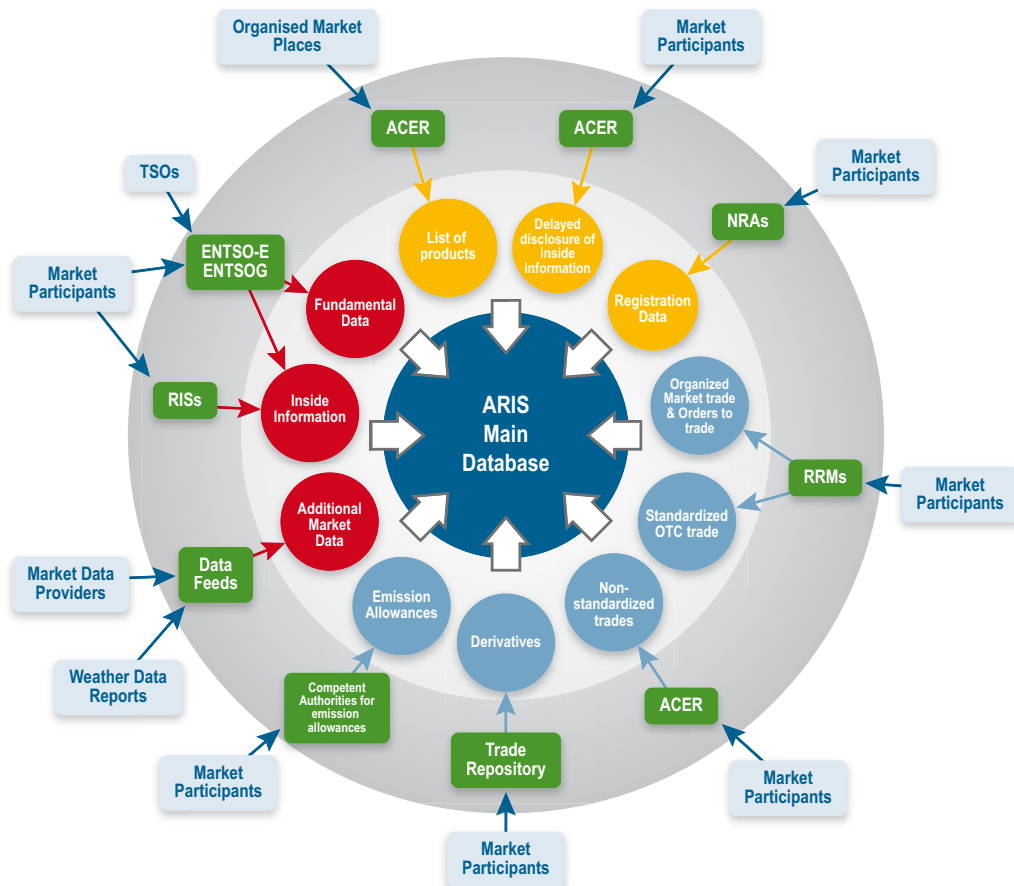 Organised Market
Places
Market
Participants
ACER
ACER
TSOs
Market
Participants
List of
products
Delayed
disclosure of
inside
information
NRAs
ENTSO-E
ENTSOG
Market
Participants
Fundamental
Data
Registration
Data
RISs
Inside
Information
ARIS
Main
Database
Organized
Market trade
& Orders to
trade
RRMs
Market
Participants
Additional
Market
Data
Standardized
OTC trade
Market Data
Providers
Data
Feeds
Emission
Allowances
Derivatives
Non-
standardized
trades
Weather Data
Reports
Competent
Authorities for
emission
allowances
ACER
Market
Participants
Trade
Repository
Market
Participants
Market
Participants